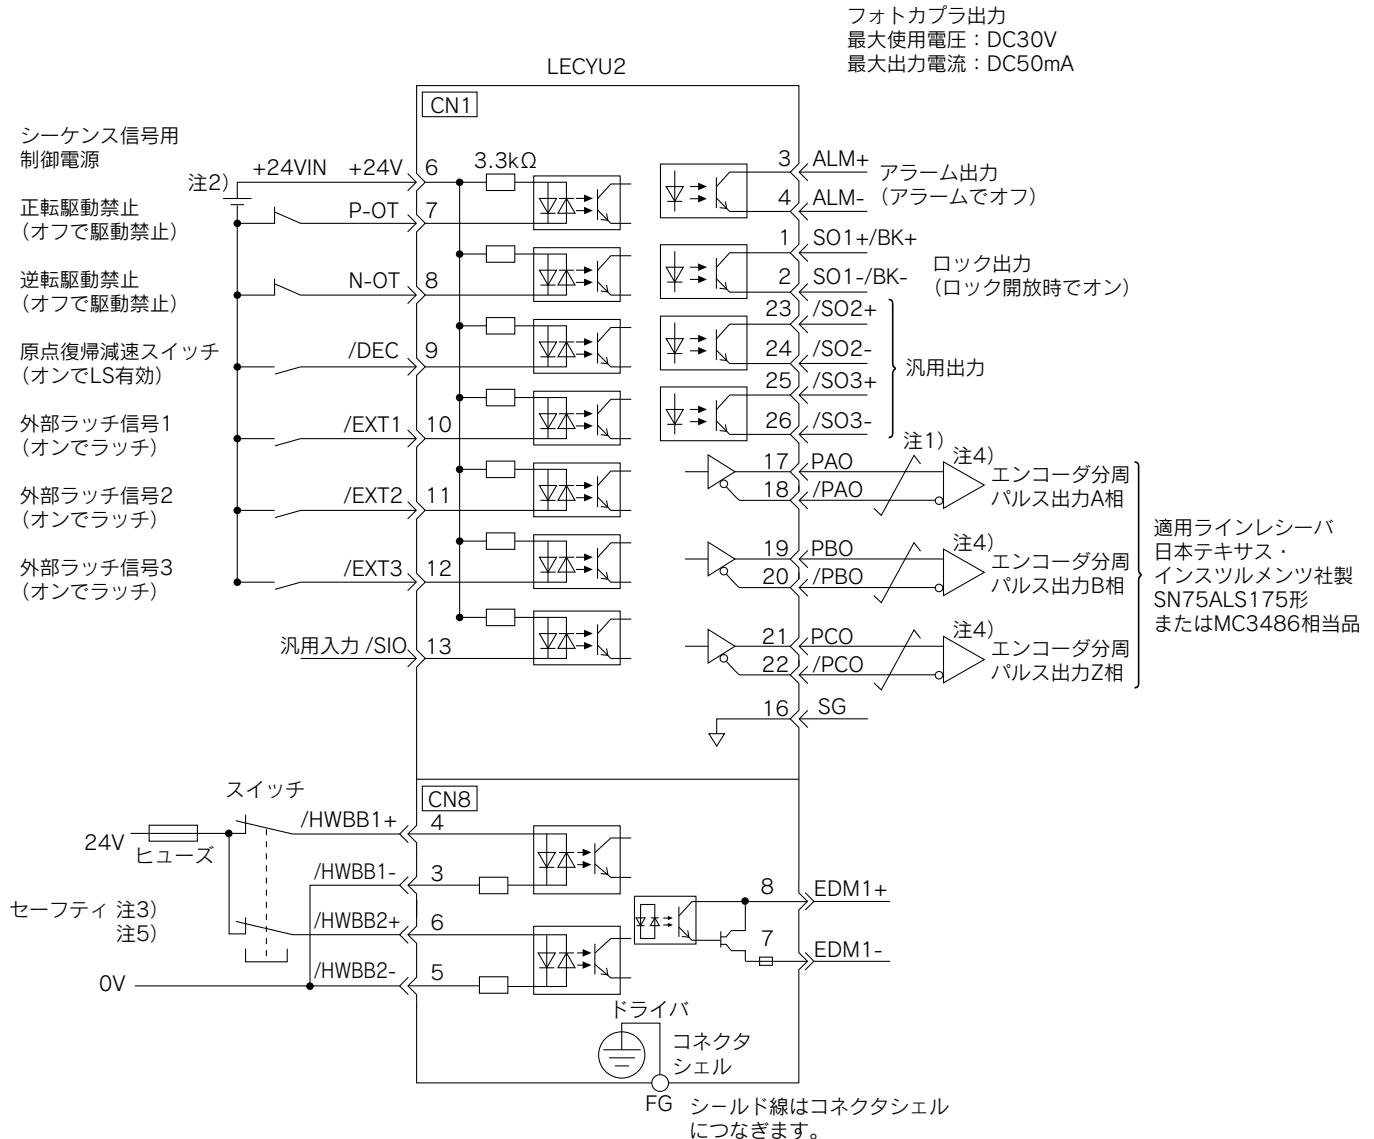 フォトカプラ出力
最大使用電圧：DC30V
最大出力電流：DC50mA
LECYU2
CN1
シーケンス信号用
制御電源
注2)
+24VIN
+24V
6
3.3kΩ
正転駆動禁止
（オフで駆動禁止）
P-OT
7
逆転駆動禁止
（オフで駆動禁止）
N-OT
8
原点復帰減速スイッチ
（オンでLS有効）
/DEC
9
外部ラッチ信号1
（オンでラッチ）
/EXT1
10
外部ラッチ信号2
（オンでラッチ）
/EXT2
11
外部ラッチ信号3
（オンでラッチ）
/EXT3
12
汎用入力 /SIO
13
3
ALM+
4
ALM-
アラーム出力
（アラームでオフ）
1
SO1+/BK+
2
SO1-/BK-
ロック出力
（ロック開放時でオン）
23
/SO2+
24
/SO2-
25
/SO3+
26
/SO3-
汎用出力
注1)
17
PAO
18
/PAO
注4)
エンコーダ分周
パルス出力A相
19
PBO
20
/PBO
注4)
エンコーダ分周
パルス出力B相
21
PCO
22
/PCO
注4)
エンコーダ分周
パルス出力Z相
適用ラインレシーバ
日本テキサス・
インスツルメンツ社製
SN75ALS175形
またはMC3486相当品
16
SG
CN8
スイッチ
24V
ヒューズ
/HWBB1+
4
/HWBB1-
3
セーフティ 注3)
注5)
/HWBB2+
6
/HWBB2-
5
0V
8
EDM1+
7
EDM1-
ドライバ
コネクタ
シェル
FG
シールド線はコネクタシェル
につなぎます。